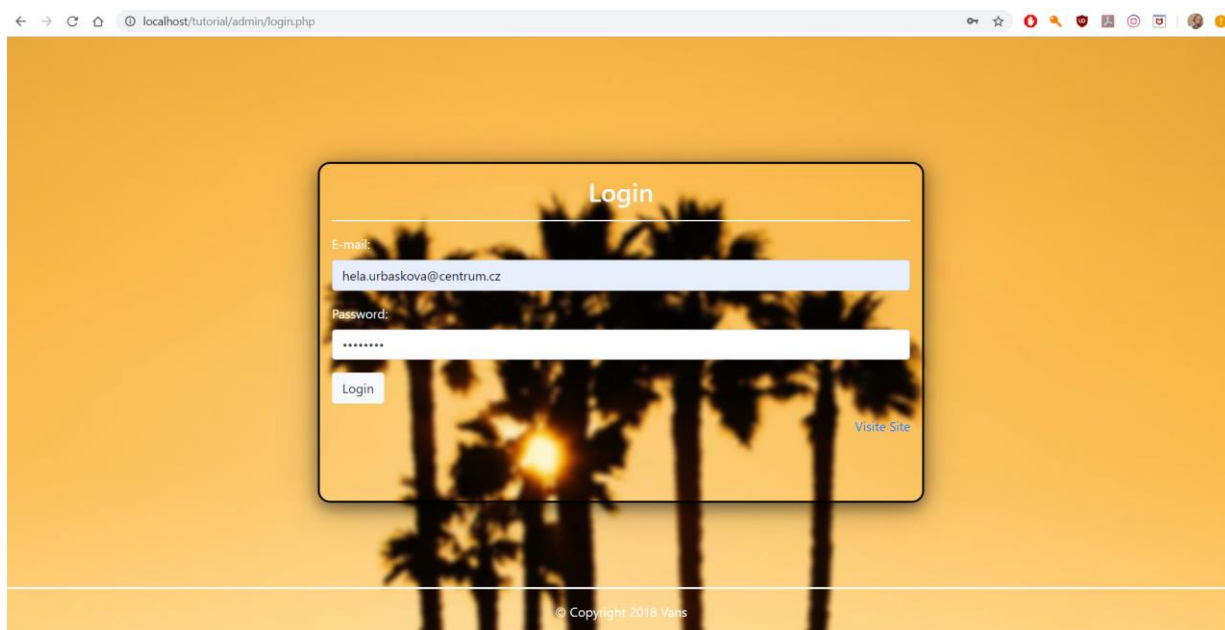 localhost/tutorial/admin/login.php
Login
E-mail:
hela.urbaskova@centrum.cz
Password:
••••••••
Login
Visite Site
© Copyright 2018 Vans